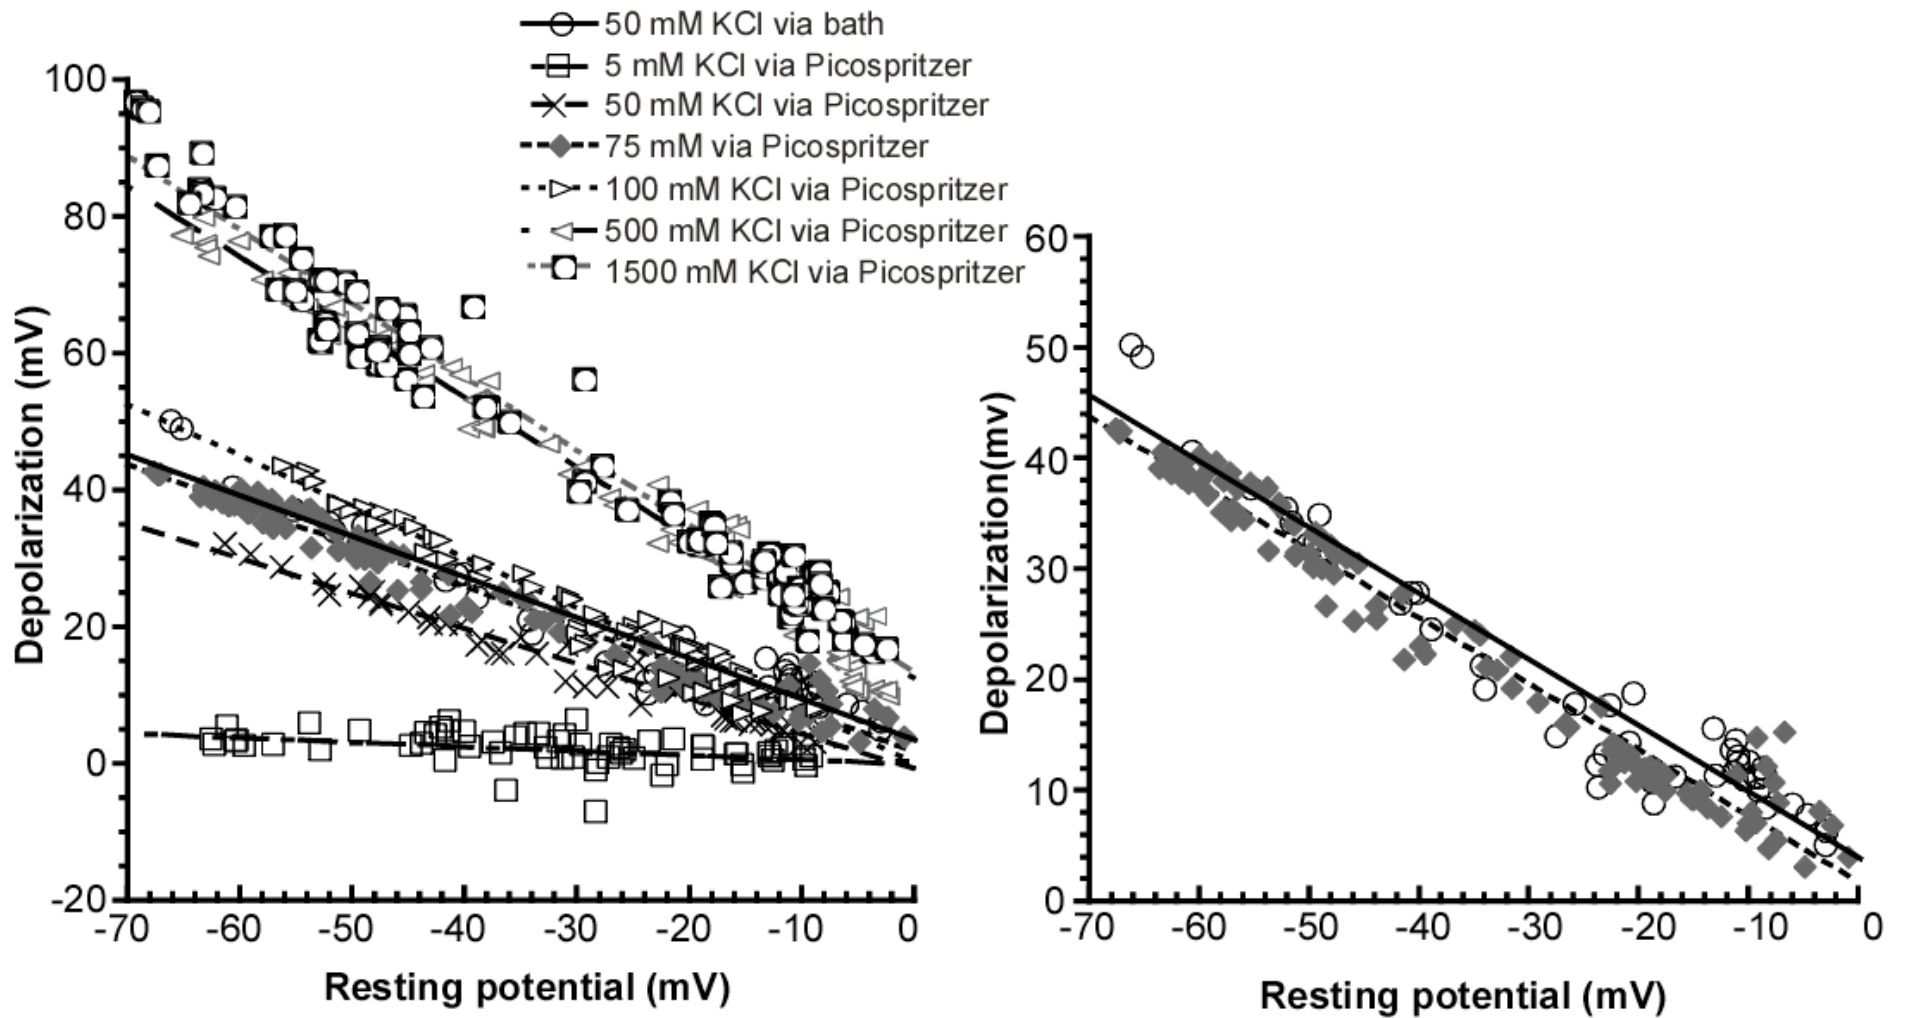 50 mM KCl via bath
5 mM KCl via Picospritzer
50 mM KCl via Picospritzer
75 mM via Picospritzer
100 mM KCl via Picospritzer
500 mM KCl via Picospritzer
1500 mM KCl via Picospritzer
100
80
60
40
20
0
-20
Depolarization (mV)
-70 -60 -50 -40 -30 -20 -10 0
Resting potential (mV)
60
50
40
30
20
10
0
Depolarization(mv)
-70 -60 -50 -40 -30 -20 -10 0
Resting potential (mV)